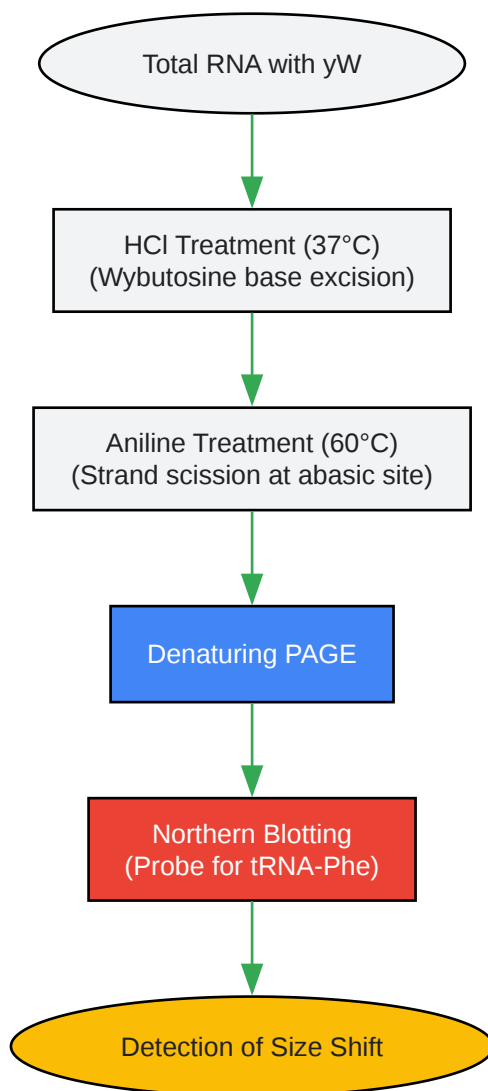 Total RNA with yW
HCl Treatment (37°C)
(Wybutosine base excision)
Aniline Treatment (60°C)
(Strand scission at abasic site)
Denaturing PAGE
Northern Blotting
(Probe for tRNA-Phe)
Detection of Size Shift